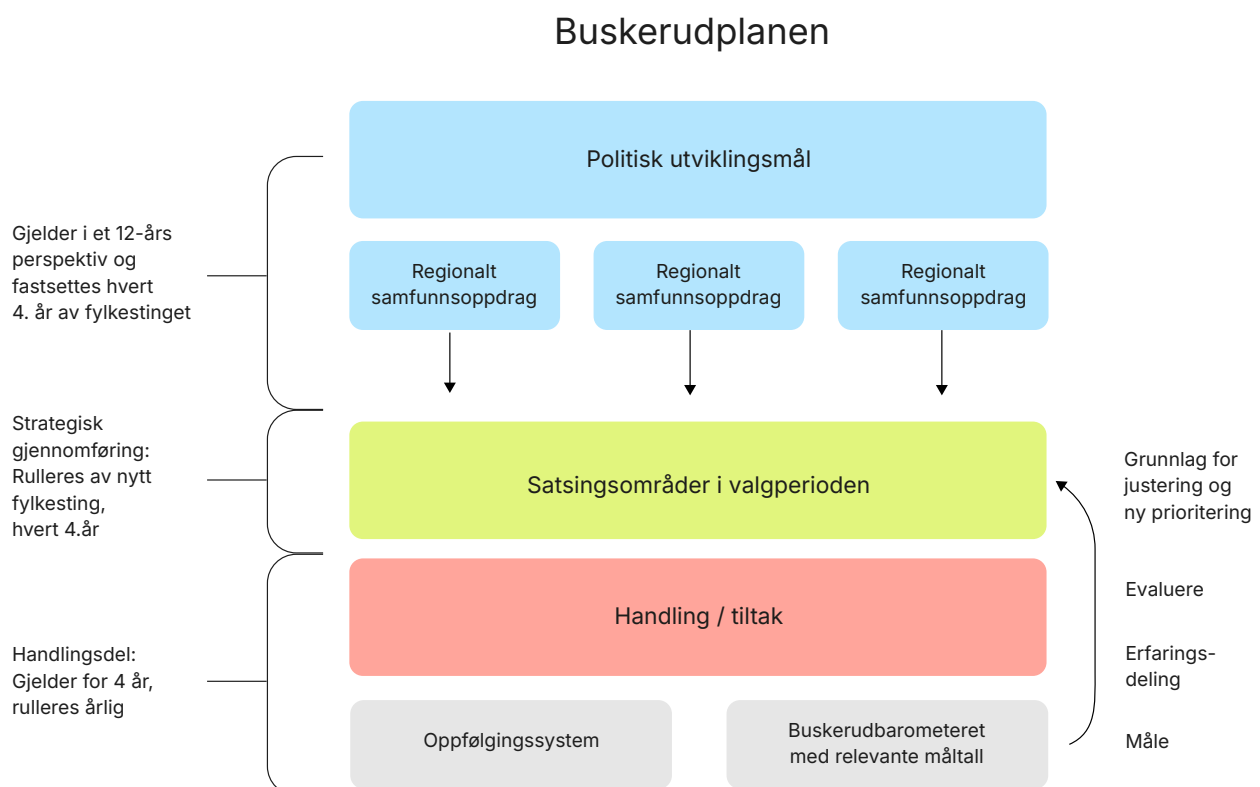 Buskerudplanen
Politisk utviklingsmål
Gjelder i et 12-års
perspektiv og
fastsettes hvert
4. år av fylkestinget
Regionalt
samfunnsoppdrag
Regionalt
samfunnsoppdrag
Regionalt
samfunnsoppdrag
Strategisk
gjennomføring:
Rulleres av nytt
fylkesting,
hvert 4.år
Satsingsområder i valgperioden
Grunnlag for
justering og
ny prioritering
Handling / tiltak
Evaluere
Handlingsdel:
Gjelder for 4 år,
rulleres årlig
Erfarings-
deling
Oppfølgingssystem
Buskerudbarometeret
med relevante måltall
Måle